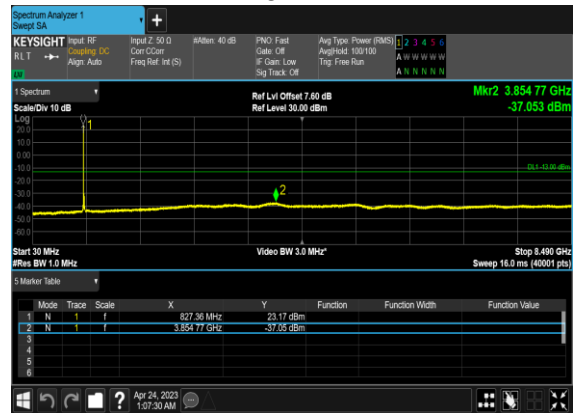 Spectrum Analyzer 1
Swept SA
+
KEYSIGHT Input: RF Input Z: 50 Ω #Atten: 40 dB PNO: Fast Avg Type: Power (RMS) 1 2 3 4 5 6
RLT Coupling: DC Corr CCorr Gate: Off Avg|Hold: 100/100 A W W W W W
Align: Auto Freq Ref: Int (S) IF Gain: Low Trig: Free Run
LXI Sig Track: Off A N N N N N
1 Spectrum Ref Lvl Offset 7.60 dB Mkr2 3.854 77 GHz
Scale/Div 10 dB Ref Level 30.00 dBm -37.053 dBm
Log
1
20.0
10.0
0.00
-10.0
DL1 -13.00 dBm
-20.0
-30.0
2
-40.0
-50.0
-60.0
Start 30 MHz Video BW 3.0 MHz* Stop 8.490 GHz
#Res BW 1.0 MHz Sweep 16.0 ms (40001 pts)
5 Marker Table
Mode Trace Scale X Y Function Function Width Function Value
1 N 1 f 827.36 MHz 23.17 dBm
2 N 1 f 3.854 77 GHz -37.05 dBm
3
4
5
6
? Apr 24, 2023
1:07:30 AM